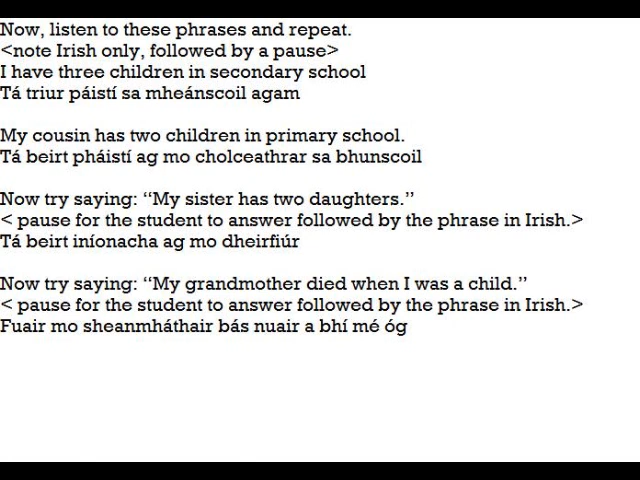 Now, listen to these phrases and repeat.
<note Irish only, followed by a pause>
I have three children in secondary school
Tá triur páistí sa mheánscoil agam
My cousin has two children in primary school.
Tá beirt pháistí ag mo cholceathrar sa bhunscoil
Now try saying: “My sister has two daughters.”
< pause for the student to answer followed by the phrase in Irish.>
Tá beirt iníonacha ag mo dheirfiúr
Now try saying: “My grandmother died when I was a child.”
< pause for the student to answer followed by the phrase in Irish.>
Fuair mo sheanmháthair bás nuair a bhí mé óg